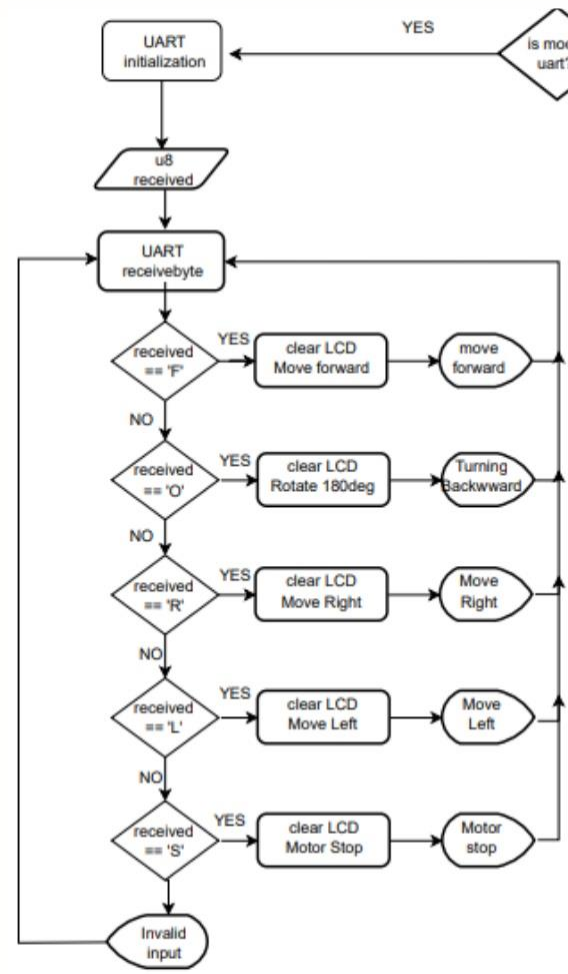 YES
is mo
uart?
UART
initialization
u8
received
UART
receivebyte
received
== 'F'
YES
clear LCD
Move forward
move
forward
NO
received
== 'O'
YES
clear LCD
Rotate 180deg
Turning
Backwward
NO
received
== 'R'
YES
clear LCD
Move Right
Move
Right
NO
received
== 'L'
YES
clear LCD
Move Left
Move
Left
NO
received
== 'S'
YES
clear LCD
Motor Stop
Motor
stop
Invalid
input